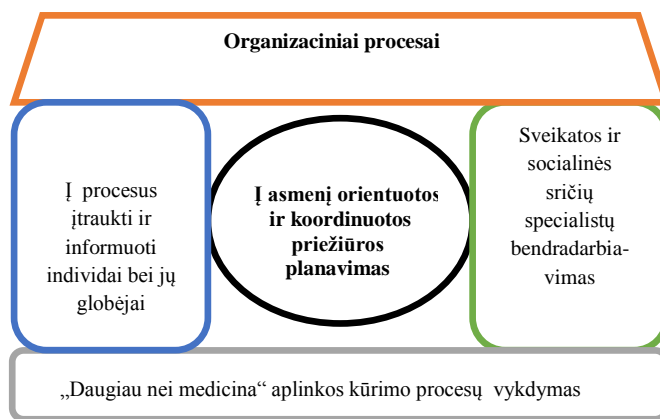 Organizaciniai procesai
Į procesus
įtraukti ir
informuoti
individai bei jų
globėjai
Į asmenį orientuotos
ir koordinuotos
priežiūros
planavimas
Sveikatos ir
socialinės
sričių
specialistų
bendradarbia-
vimas
„Daugiau nei medicina“ aplinkos kūrimo procesų vykdymas